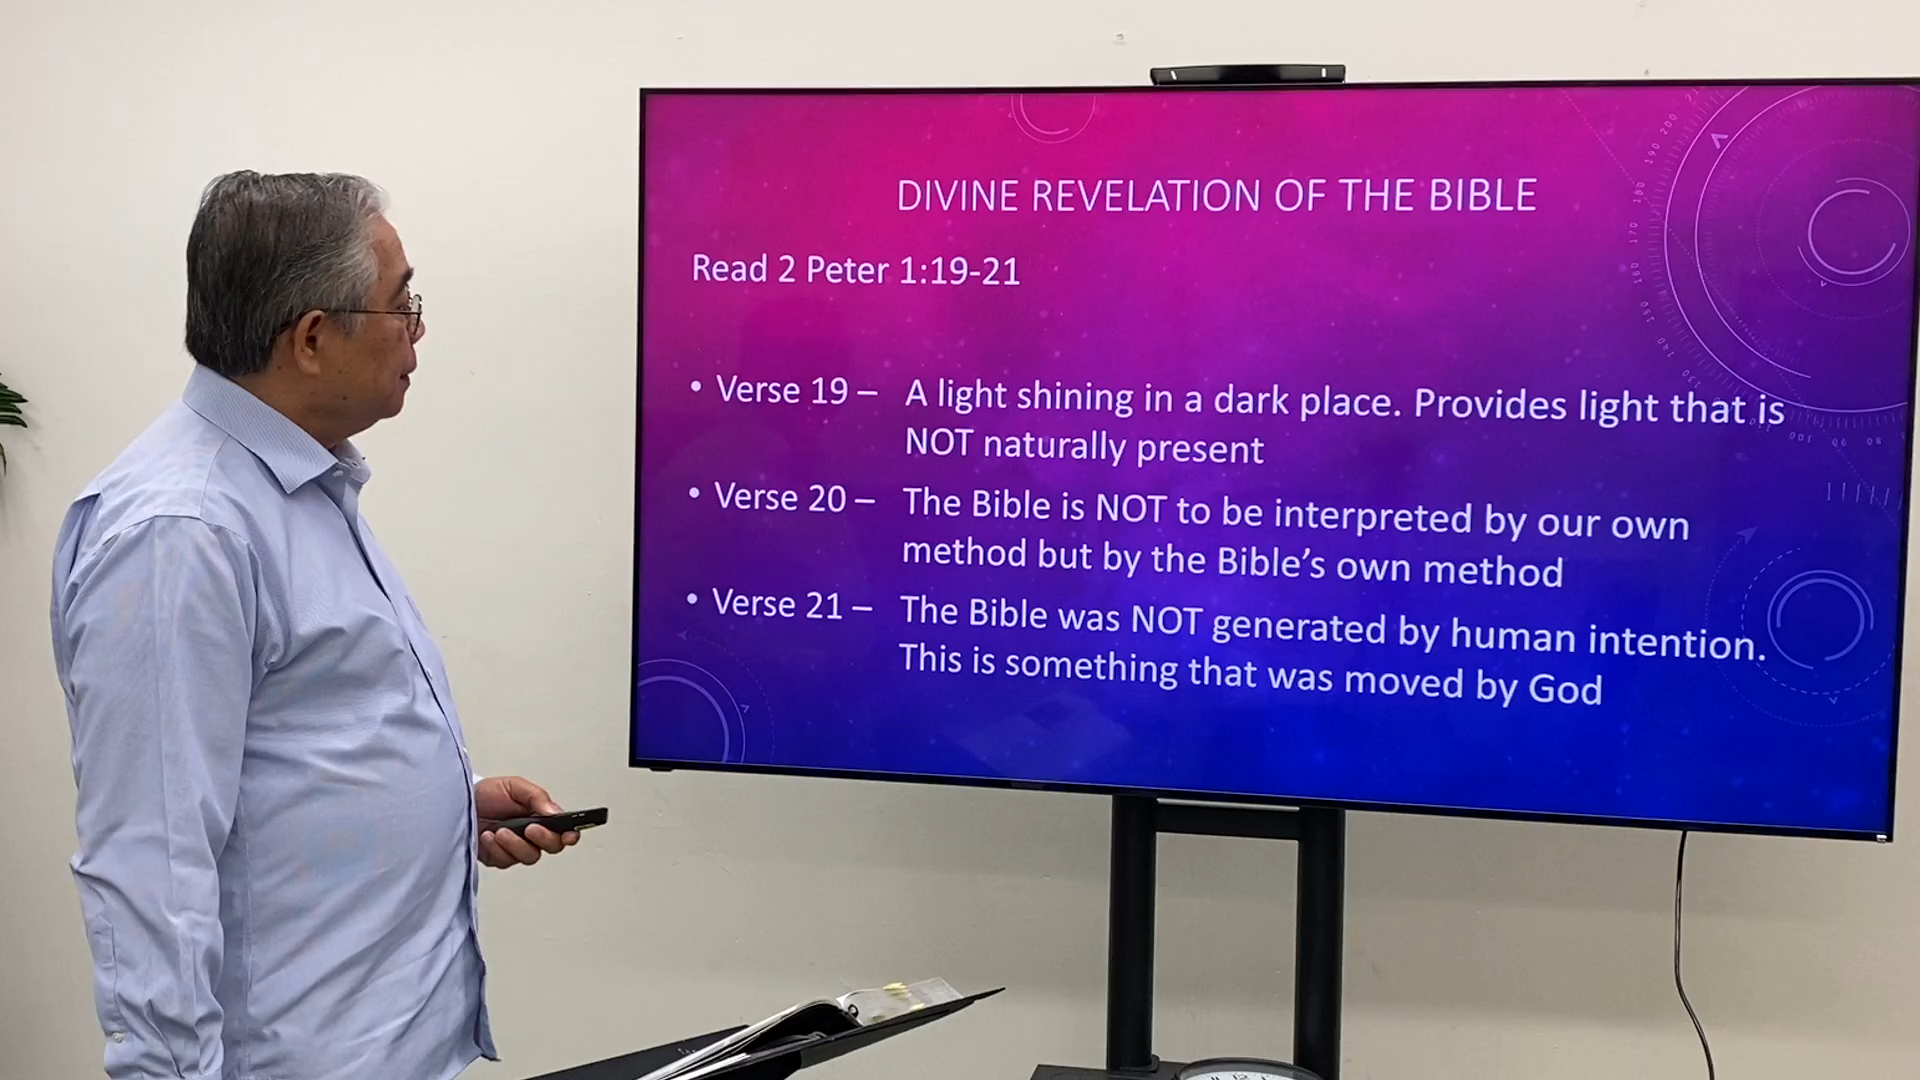 DIVINE REVELATION OF THE BIBLE
Read 2 Peter 1:19-21
• Verse 19 – A light shining in a dark place. Provides light that is
NOT naturally present
• Verse 20 – The Bible is NOT to be interpreted by our own
method but by the Bible's own method
• Verse 21 – The Bible was NOT generated by human intention.
This is something that was moved by God